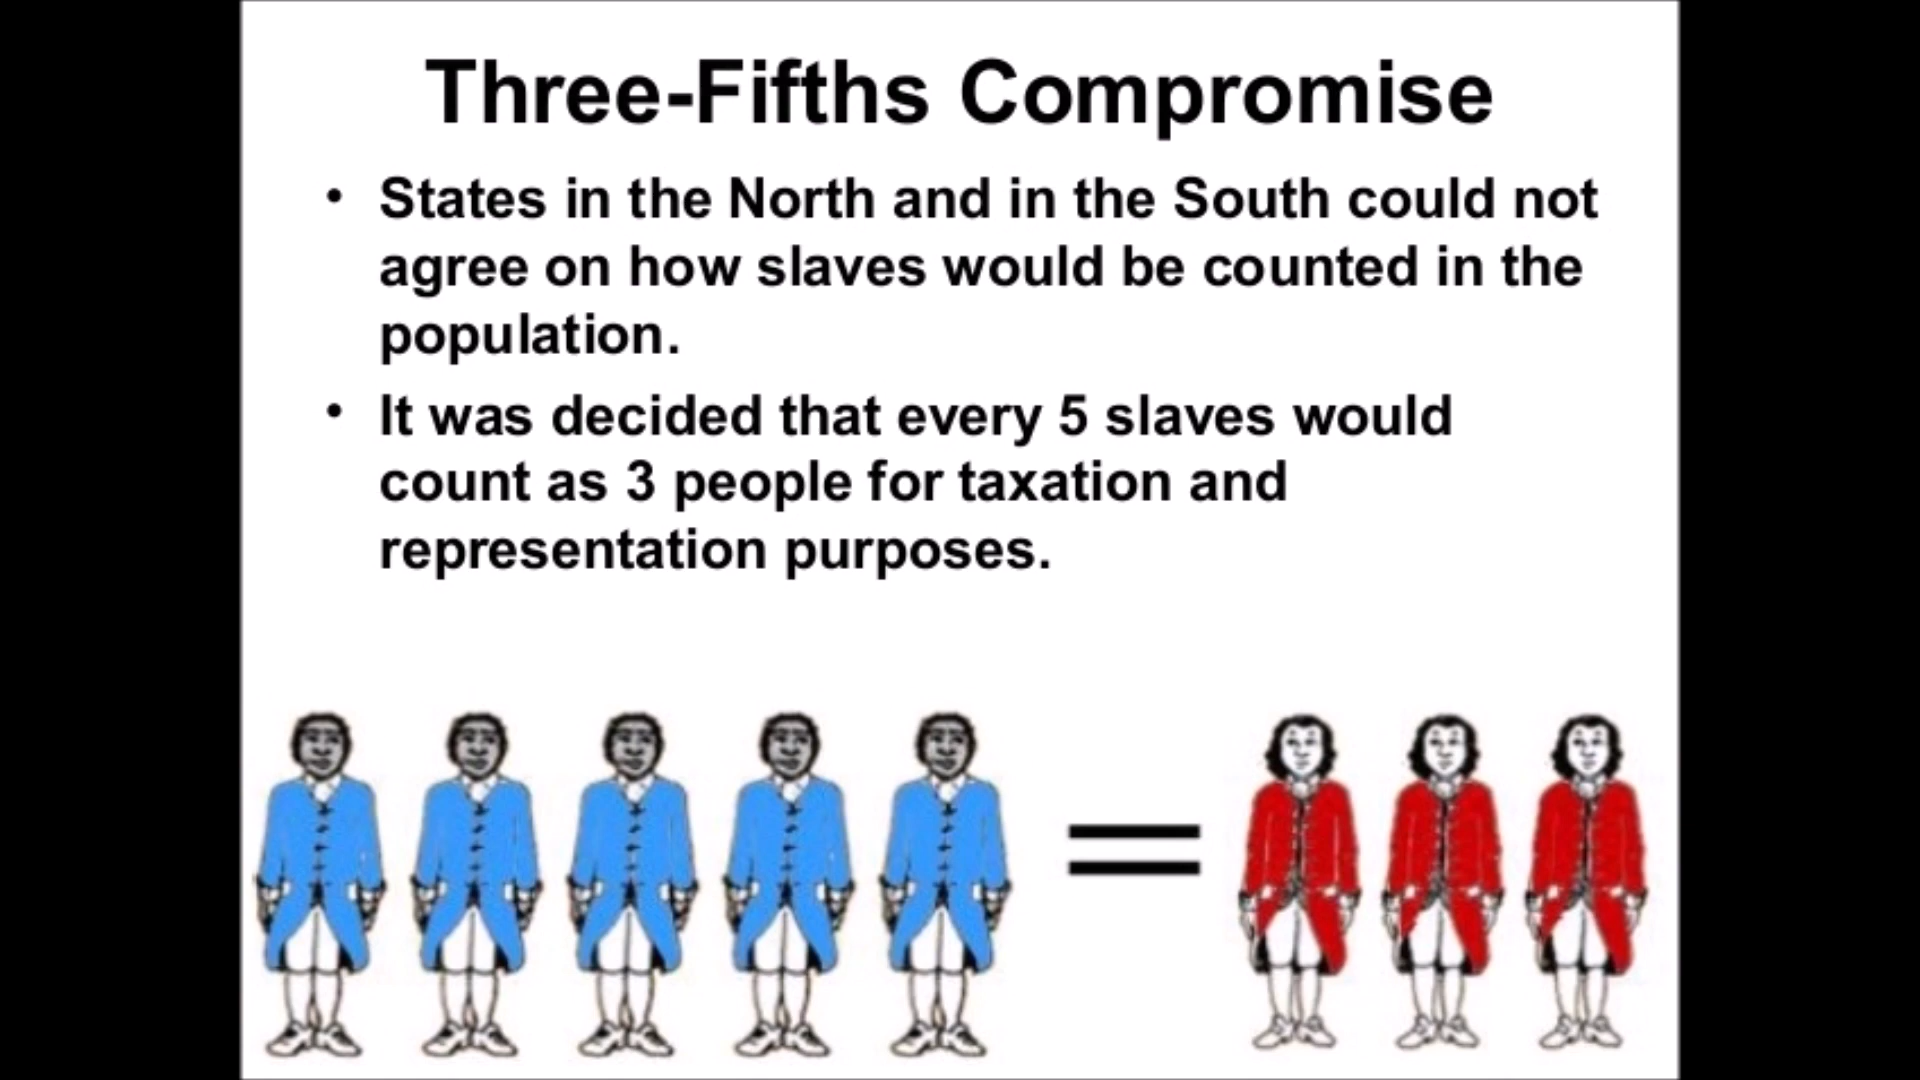 Three-Fifths Compromise
• States in the North and in the South could not
agree on how slaves would be counted in the
population.
• It was decided that every 5 slaves would
count as 3 people for taxation and
representation purposes.
=